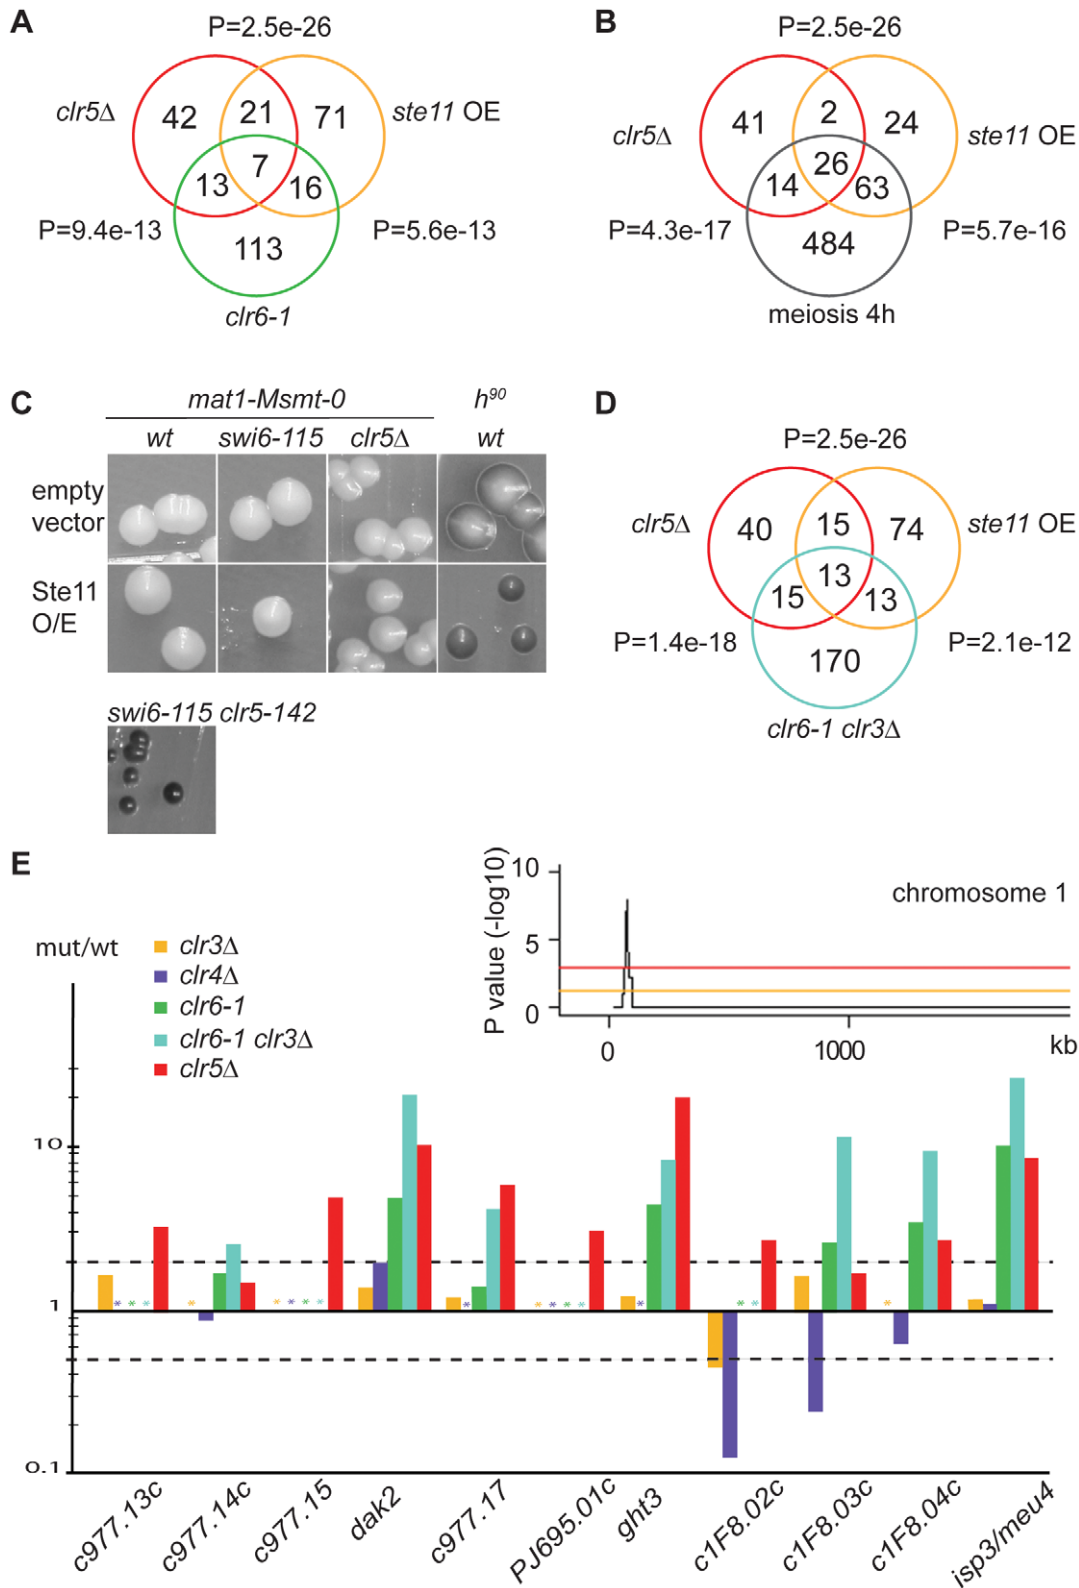 A
P=2.5e-26
clr5Δ
42
21
71
ste11 OE
7
13
16
P=9.4e-13
P=5.6e-13
113
clr6-1
B
P=2.5e-26
clr5Δ
41
2
24
ste11 OE
26
14
63
P=4.3e-17
P=5.7e-16
484
meiosis 4h
C
mat1-Msmt-0
h90
wt
swi6-115
clr5Δ
wt
empty
vector
Ste11
O/E
swi6-115 clr5-142
D
P=2.5e-26
clr5Δ
40
15
74
ste11 OE
13
15
13
P=1.4e-18
P=2.1e-12
170
clr6-1 clr3Δ
E
mut/wt
clr3Δ
clr4Δ
clr6-1
clr6-1 clr3Δ
clr5Δ
P value (-log10)
10
5
0
chromosome 1
0
1000
kb
10
1
0.1
* * *
*
* * * *
*
* * * *
*
* *
*
c977.13c
c977.14c
c977.15
dak2
c977.17
PJ695.01c
ght3
c1F8.02c
c1F8.03c
c1F8.04c
isp3/meu4